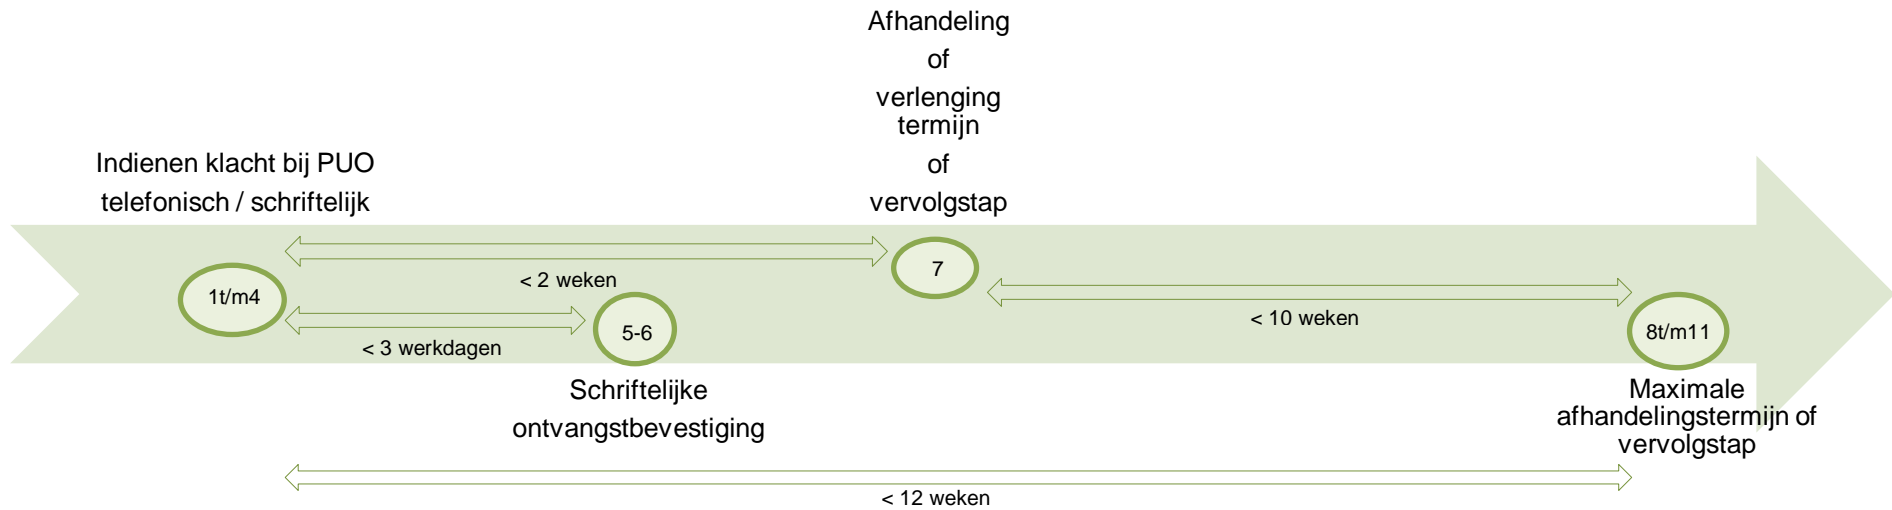 Afhandeling
of
verlenging
termijn
of
vervolgstap
Indienen klacht bij PUO
telefonisch / schriftelijk
1t/m4
< 2 weken
7
< 3 werkdagen
5-6
< 10 weken
8t/m11
Schriftelijke
ontvangstbevestiging
Maximale
afhandelingstermijn of
vervolgstap
< 12 weken